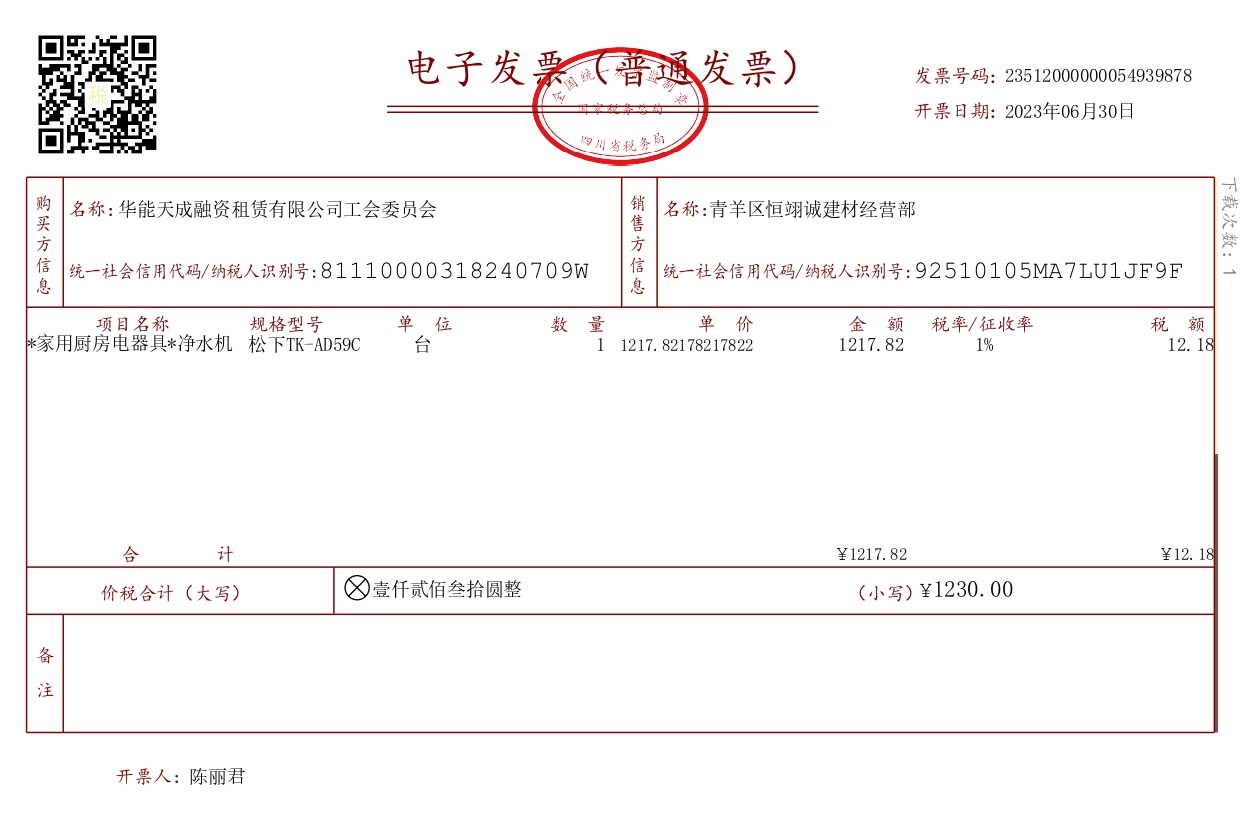 税
电子发票（普通发票）
全国统一发票监制章
国家税务总局
四川省税务局
发票号码：23512000000054939878
开票日期：2023年06月30日
下载次数：1
购买方信息
名称：华能天成融资租赁有限公司工会委员会
统一社会信用代码/纳税人识别号：81110000318240709W
销售方信息
名称：青羊区恒翊诚建材经营部
统一社会信用代码/纳税人识别号：92510105MA7LU1JF9F
项目名称 规格型号 单位 数量 单价 金额 税率/征收率 税额
*家用厨房电器具*净水机 松下TK-AD59C 台 1 1217.82178217822 1217.82 1% 12.18
合计 ¥1217.82 ¥12.18
价税合计（大写） ⊗壹仟贰佰叁拾圆整 （小写）¥1230.00
备注
开票人：陈丽君